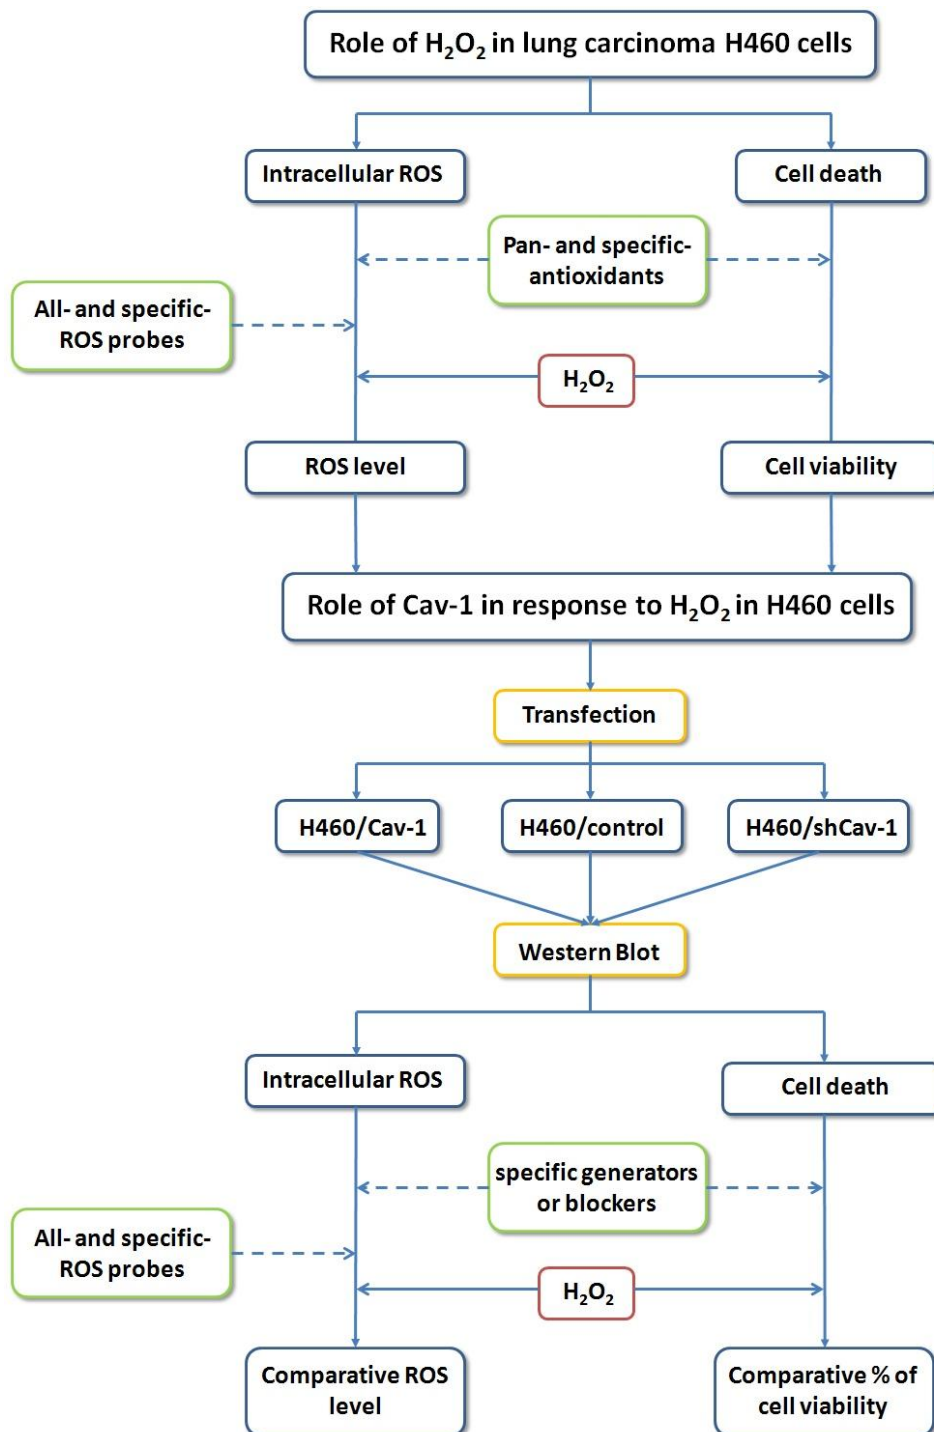 Role of H₂O₂ in lung carcinoma H460 cells
Intracellular ROS
Cell death
Pan- and specific-
antioxidants
All- and specific-
ROS probes
H₂O₂
ROS level
Cell viability
Role of Cav-1 in response to H₂O₂ in H460 cells
Transfection
H460/Cav-1
H460/control
H460/shCav-1
Western Blot
Intracellular ROS
Cell death
specific generators
or blockers
All- and specific-
ROS probes
H₂O₂
Comparative ROS
level
Comparative % of
cell viability